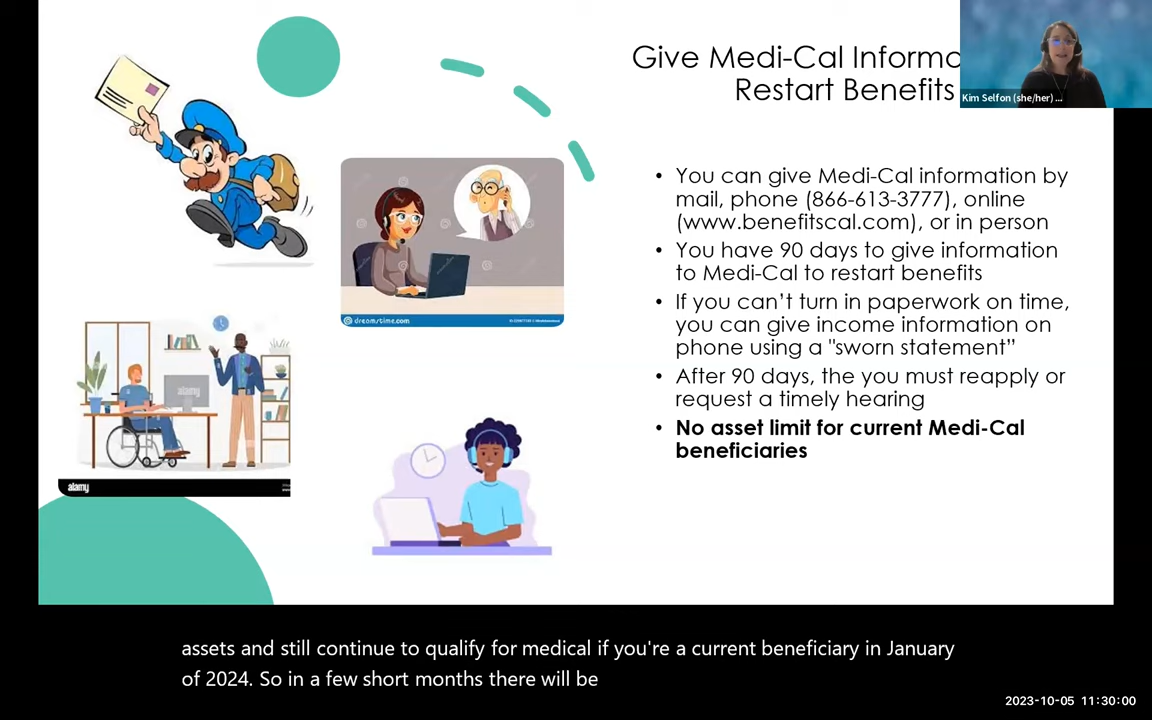 Give Medi-Cal Informa
Restart Benefits
Kim Selfon (she/her) ...
• You can give Medi-Cal information by
mail, phone (866-613-3777), online
(www.benefitscal.com), or in person
• You have 90 days to give information
to Medi-Cal to restart benefits
• If you can’t turn in paperwork on time,
you can give income information on
phone using a "sworn statement”
• After 90 days, the you must reapply or
request a timely hearing
• No asset limit for current Medi-Cal
beneficiaries
dreamstime.com
alamy
alamy
assets and still continue to qualify for medical if you're a current beneficiary in January
of 2024. So in a few short months there will be
2023-10-05 11:30:00